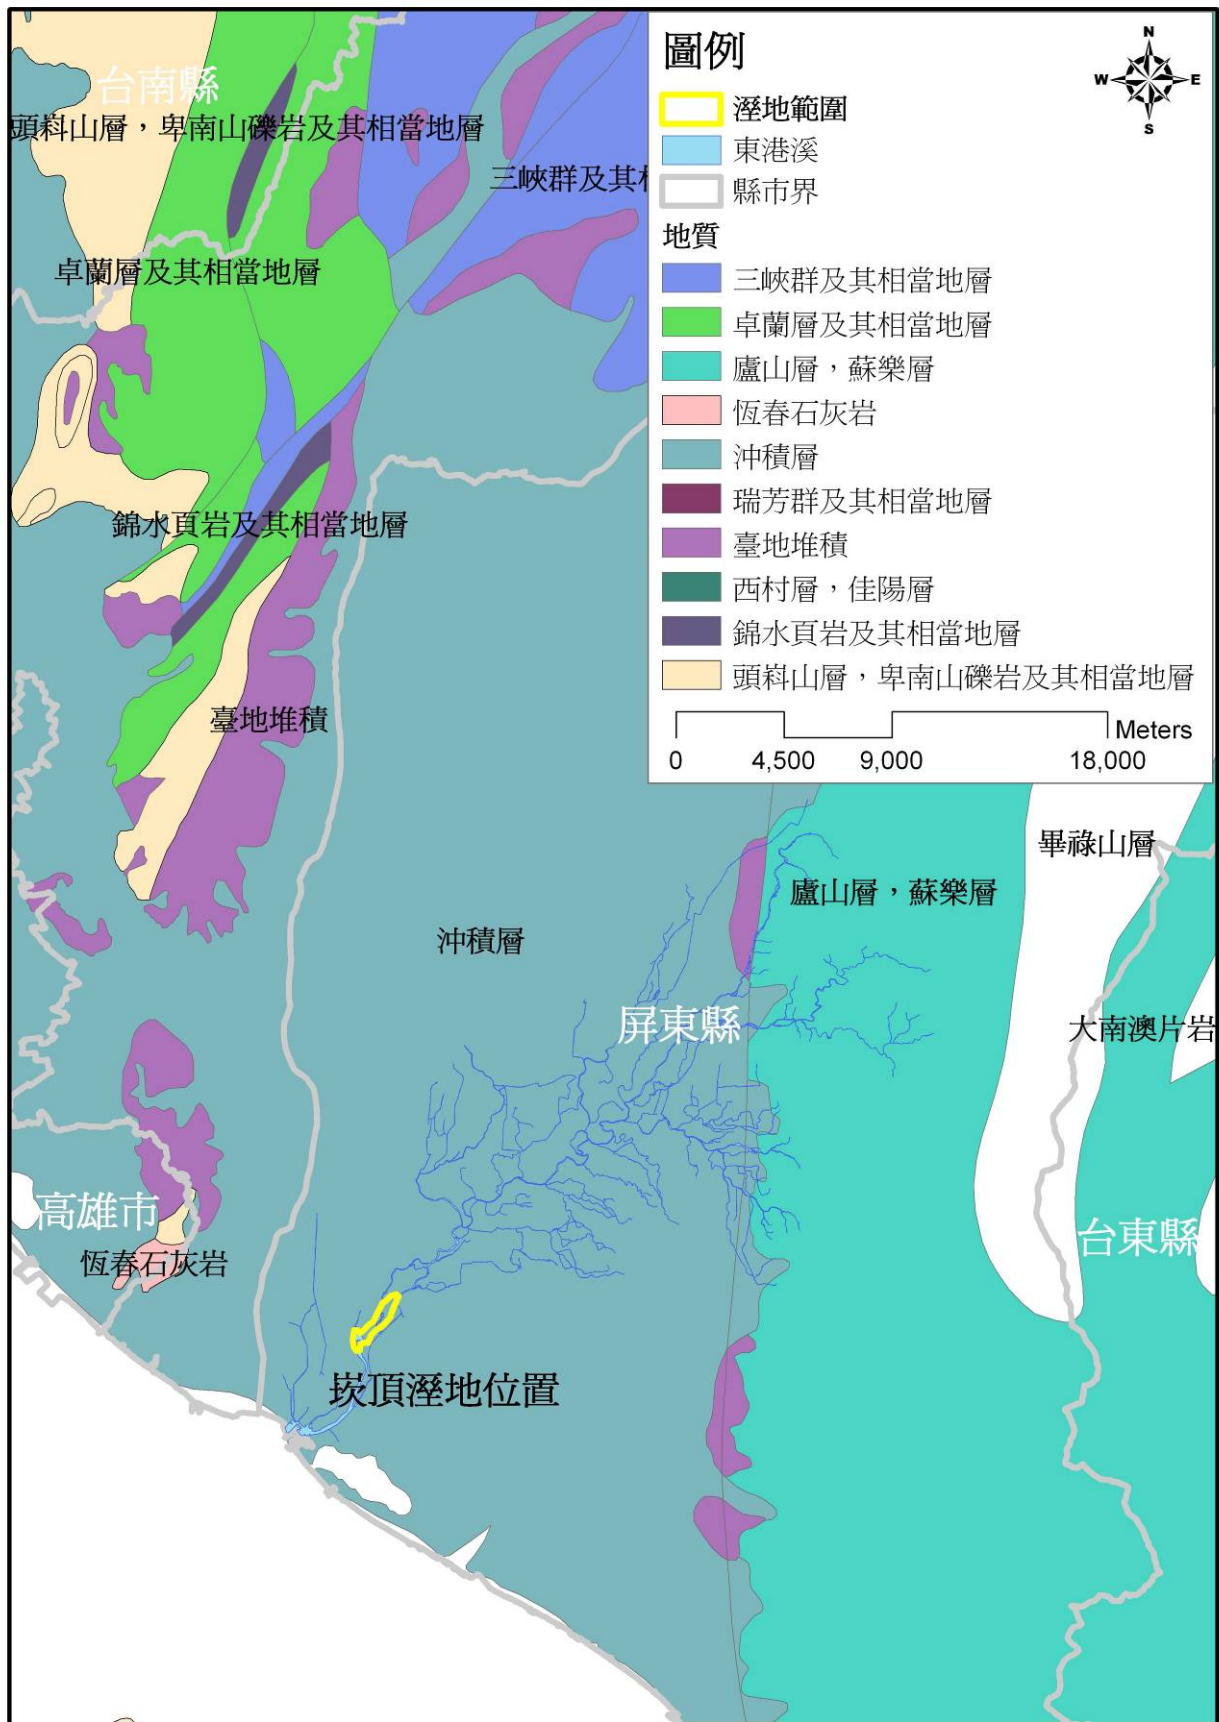 圖例
N
W E
S
溼地範圍
東港溪
縣市界
地質
三峽群及其相當地層
卓蘭層及其相當地層
廬山層，蘇樂層
恆春石灰岩
沖積層
瑞芳群及其相當地層
臺地堆積
西村層，佳陽層
錦水頁岩及其相當地層
頭嵙山層，卑南山礫岩及其相當地層
Meters
0 4,500 9,000 18,000
台南縣
頭嵙山層，卑南山礫岩及其相當地層
三峽群及其相
卓蘭層及其相當地層
錦水頁岩及其相當地層
臺地堆積
畢祿山層
廬山層，蘇樂層
沖積層
屏東縣
大南澳片岩
高雄市
台東縣
恆春石灰岩
崁頂溼地位置